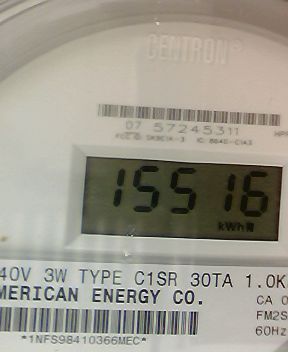 CENTRON®
07 57245311
15516
kWh
40V 3W TYPE C1SR 30TA 1.0K
MERICAN ENERGY CO.
CA 0
FM2S
60Hz
*1NFS98410366MEC*